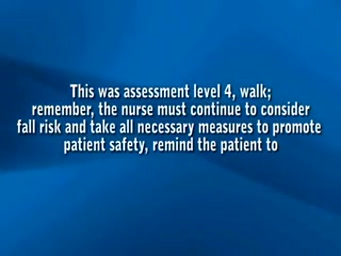 This was assessment level 4, walk;
remember, the nurse must continue to consider
fall risk and take all necessary measures to promote
patient safety, remind the patient to